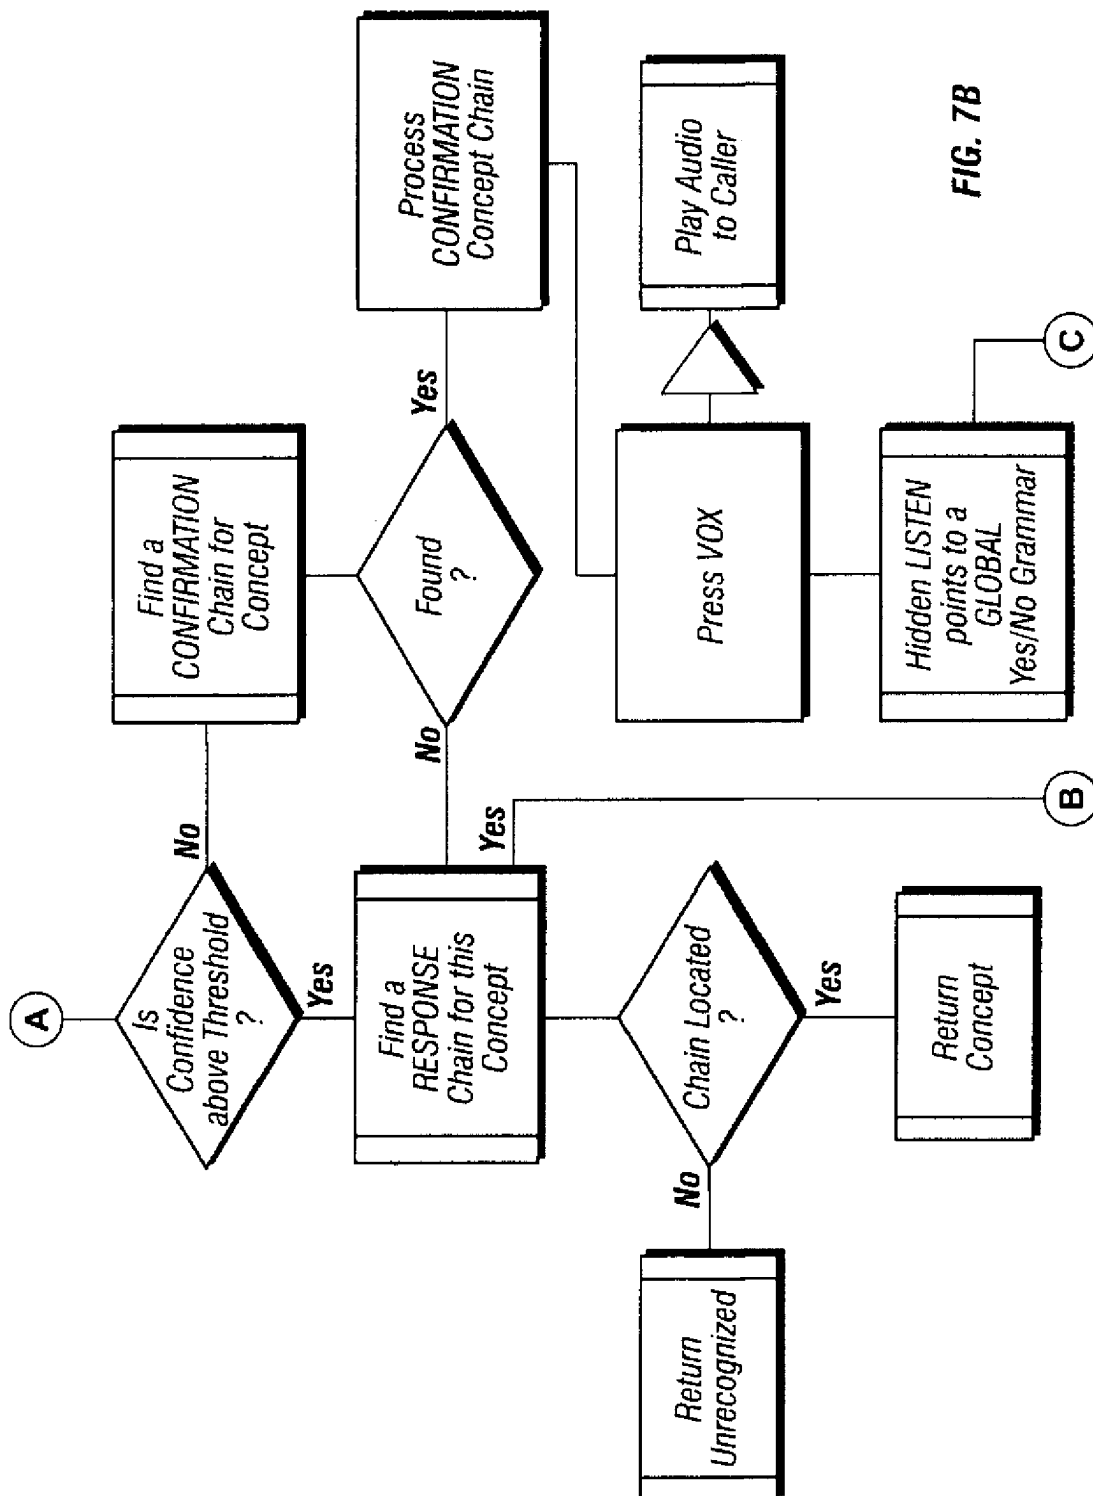 A
Is
Confidence
above Threshold
?
No
Yes
Find a
CONFIRMATION
Chain for
Concept
Found
?
Yes
No
Process
CONFIRMATION
Concept Chain
Find a
RESPONSE
Chain for this
Concept
Yes
B
Chain Located
?
No
Yes
Return
Unrecognized
Return
Concept
Press VOX
Play Audio
to Caller
Hidden LISTEN
points to a
GLOBAL
Yes/No Grammar
C
FIG. 7B